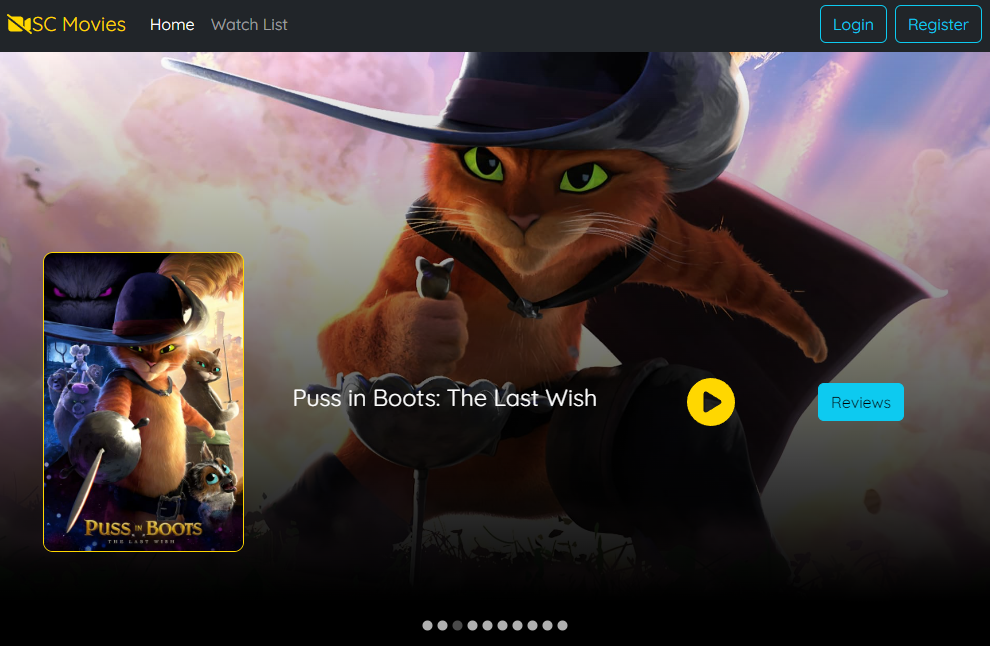 SC Movies
Home
Watch List
Login
Register
Puss in Boots: The Last Wish
Reviews
PUSS IN BOOTS
THE LAST WISH